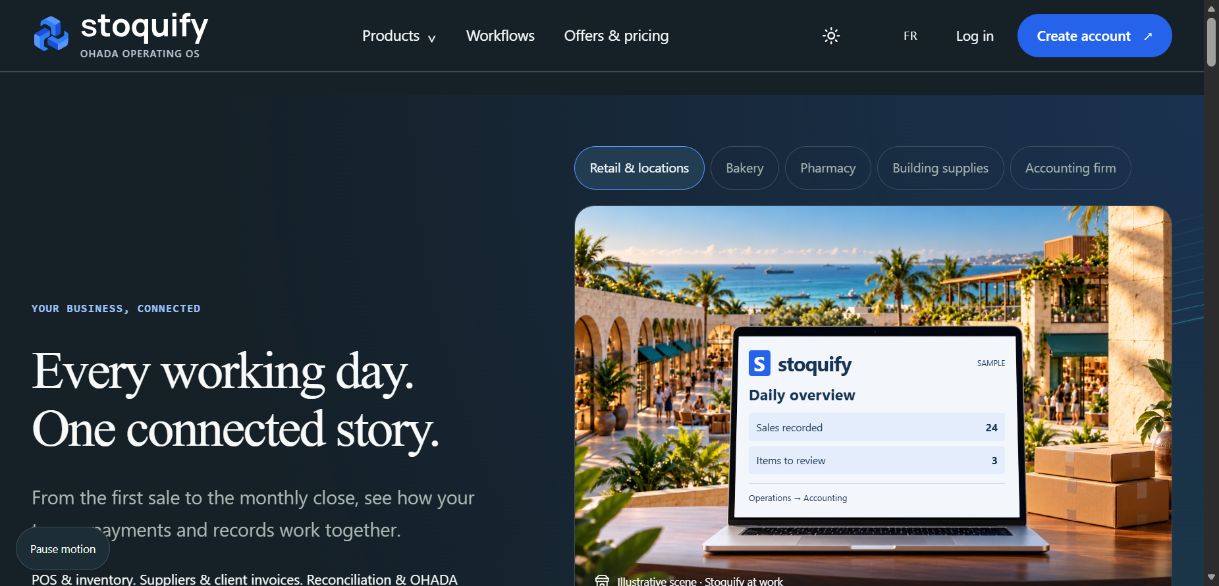 stoquify
OHADA OPERATING OS
Products
Workflows
Offers & pricing
FR
Log in
Create account ↗
Retail & locations
Bakery
Pharmacy
Building supplies
Accounting firm
YOUR BUSINESS, CONNECTED
Every working day.
One connected story.
From the first sale to the monthly close, see how your
payments and records work together.
Pause motion
POS & inventory. Suppliers & client invoices. Reconciliation & OHADA
S stoquify
SAMPLE
Daily overview
Sales recorded 24
Items to review 3
Operations → Accounting
Illustrative scene · Stoquify at work